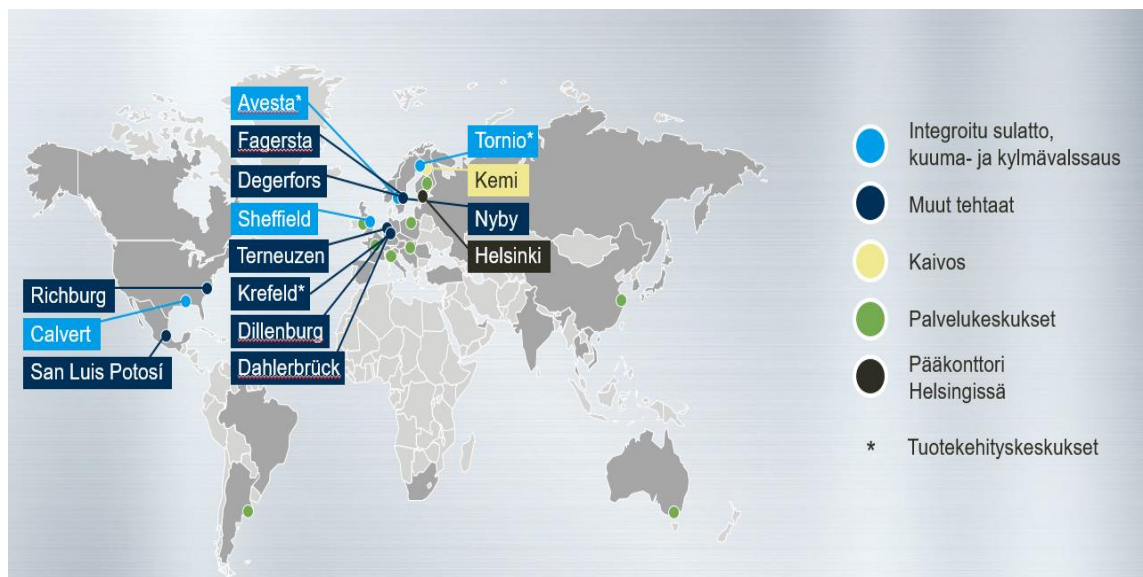 Avesta*
Fagersta
Degerfors
Sheffield
Terneuzen
Krefeld*
Dillenburg
Dahlerbrück
Richburg
Calvert
San Luis Potosí
Tornio*
Kemi
Nyby
Helsinki
Integroitu sulatto,
kuuma- ja kylmävalssaus
Muut tehtaat
Kaivos
Palvelukeskukset
Pääkonttori
Helsingissä
* Tuotekehityskeskukset